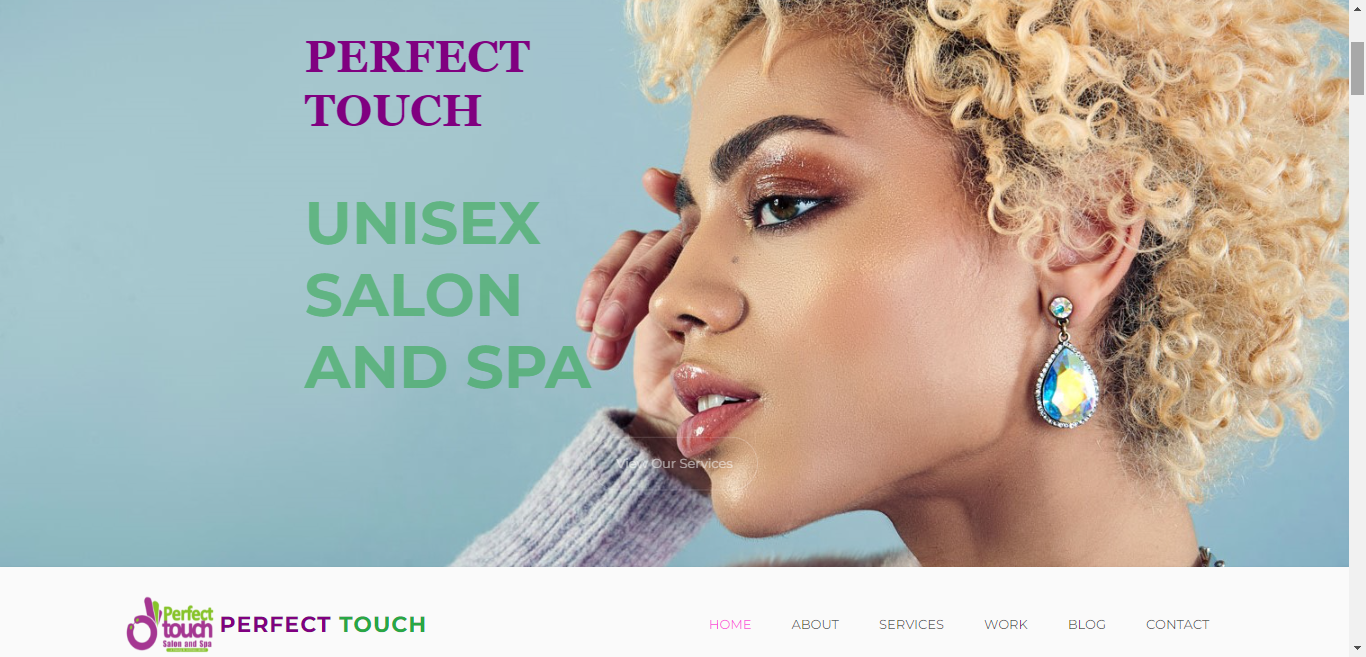 PERFECT
TOUCH
UNISEX
SALON
AND SPA
View Our Services
Perfect
touch
Salon and Spa
PERFECT TOUCH
HOME
ABOUT
SERVICES
WORK
BLOG
CONTACT